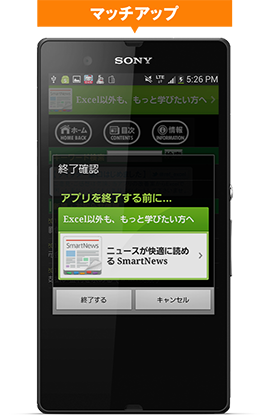 マッチアップ
SONY
LTE 5:26 PM
Excel以外も、もっと学びたい方へ
ホーム 目次 情報
HOME BACK CONTENTS INFORMATION
終了確認
アプリを終了する前に...
Excel以外も、もっと学びたい方へ
SmartNews
ニュースが快適に読め
る SmartNews
終了する キャンセル